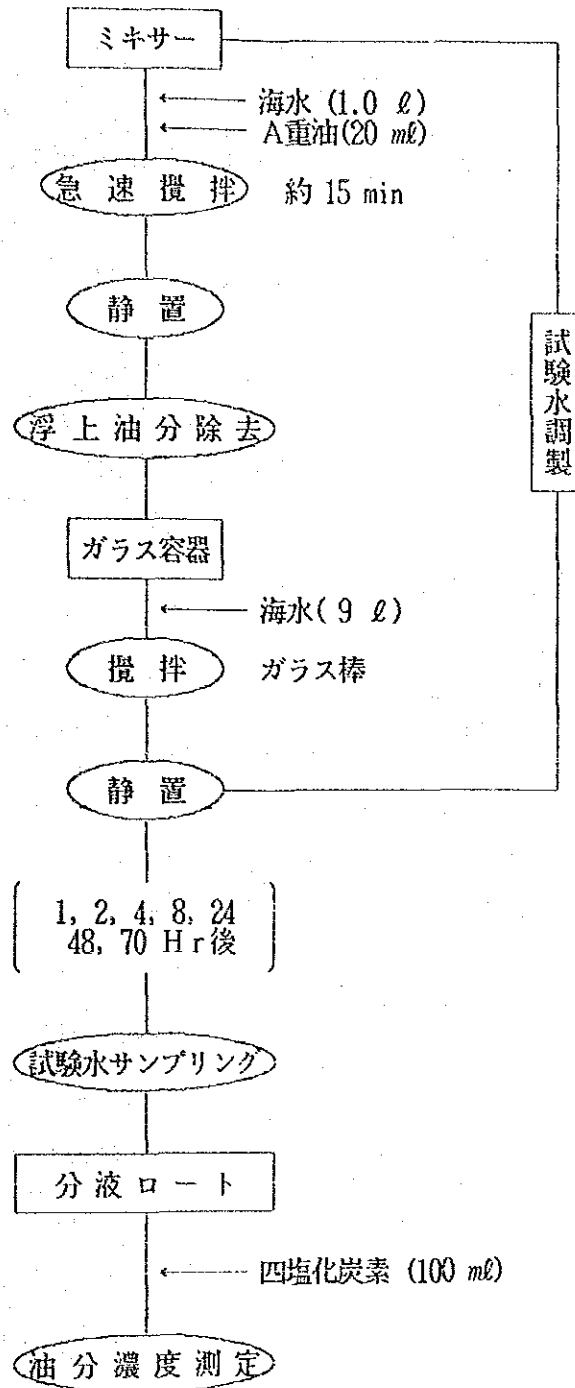 ミキサー
海水 (1.0 ℓ)
A重油(20 mℓ)
急速攪拌 約 15 min
静置
浮上油分除去
ガラス容器
海水( 9 ℓ)
攪拌 ガラス棒
静置
試験水調製
1, 2, 4, 8, 24
48, 70 Hr後
試験水サンプリング
分液ロート
四塩化炭素 (100 mℓ)
油分濃度測定